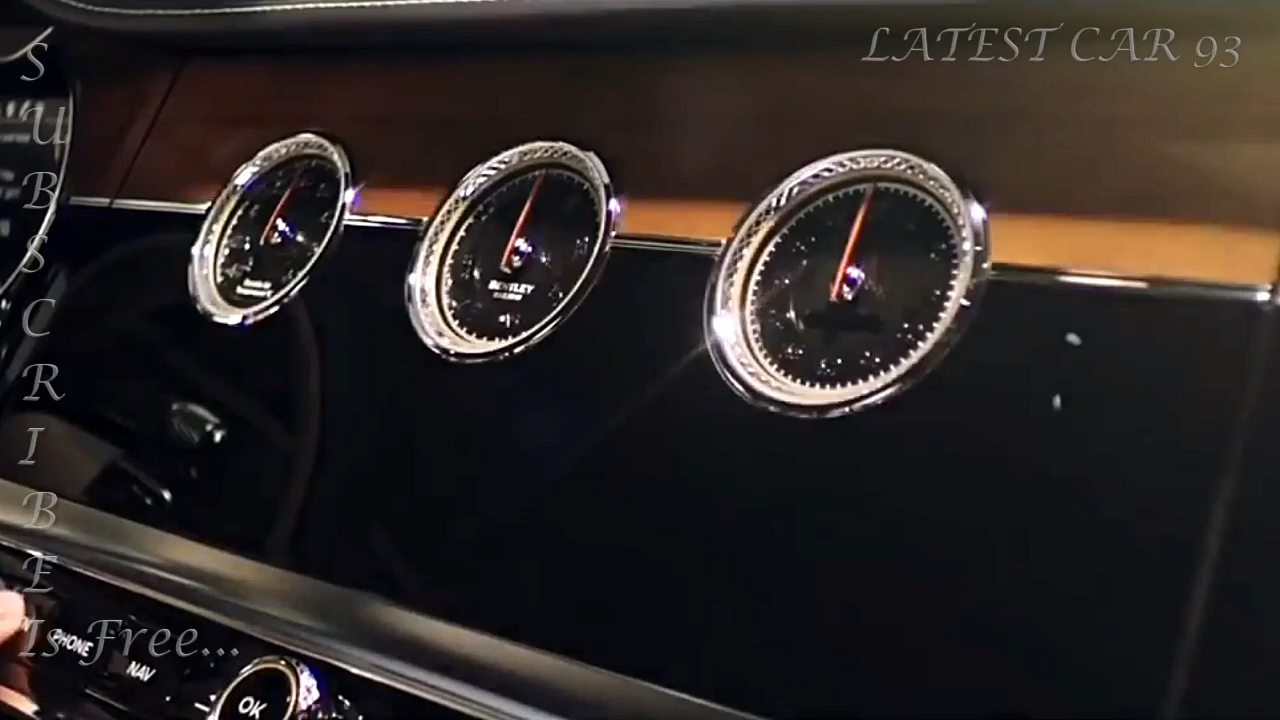 LATEST CAR 93
SUBSCRIBE
Is Free...
BENTLEY
PHONE
NAV
OK